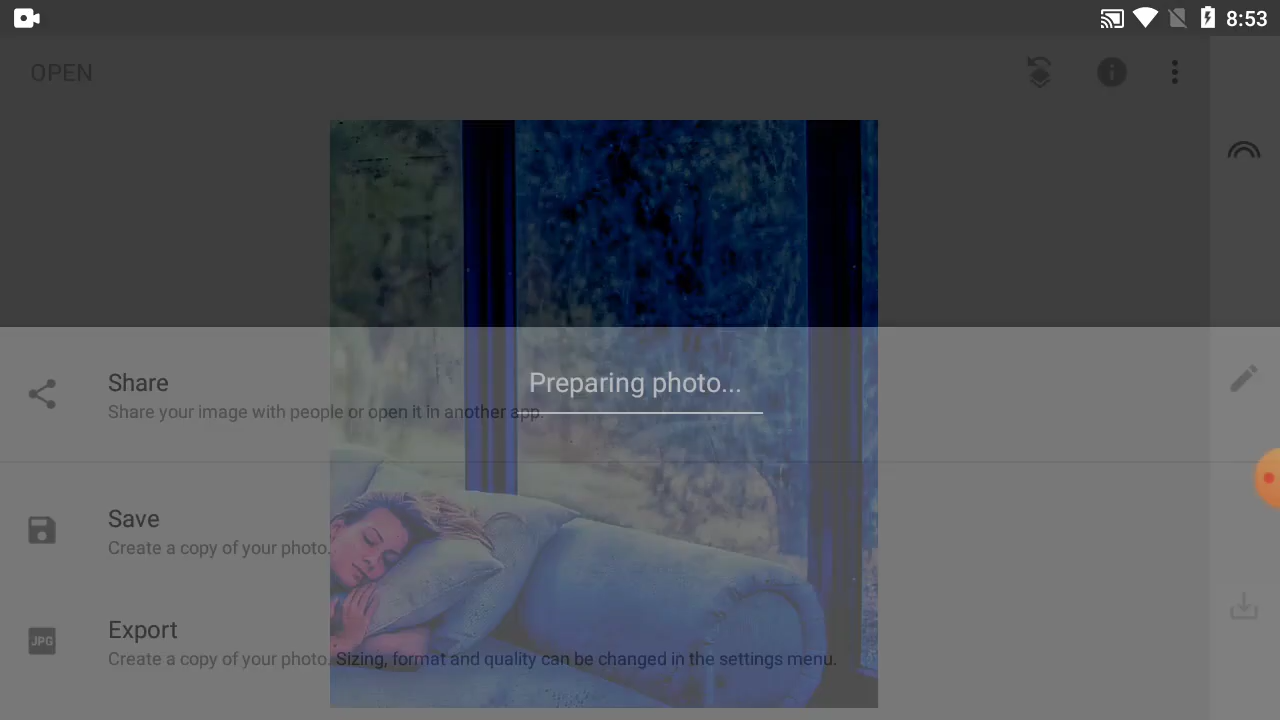 8:53
OPEN
Preparing photo...
Share
Share your image with people or open it in another app.
Save
Create a copy of your photo.
JPG
Export
Create a copy of your photo. Sizing, format and quality can be changed in the settings menu.